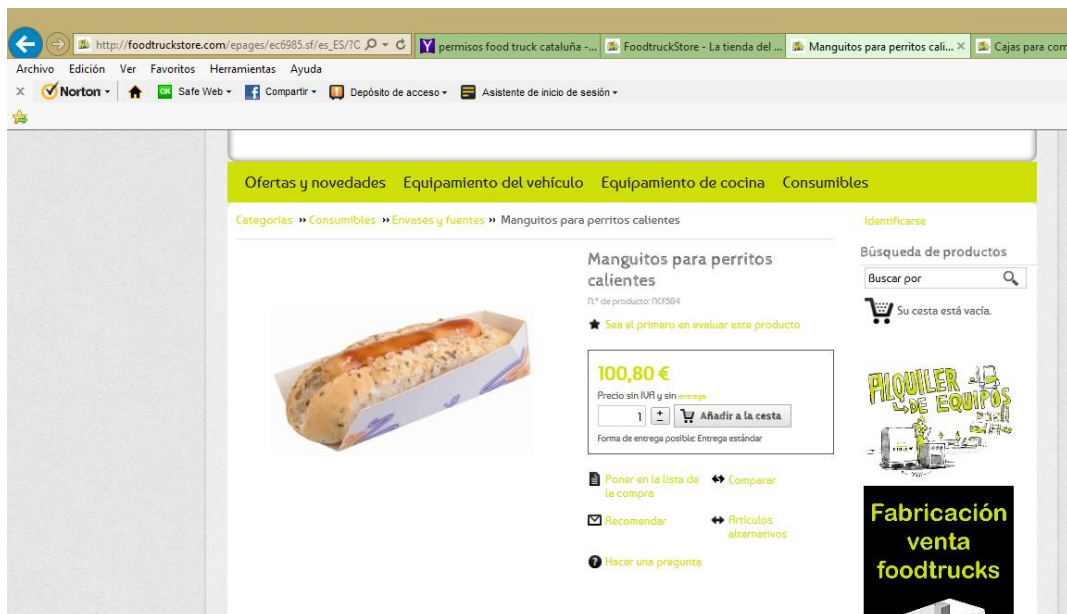 http://foodtruckstore.com/epages/ec6985.sf/es_ES/?C
permisos food truck cataluña -...
FoodtruckStore - La tienda del ...
Manguitos para perritos cali...
Cajas para com
Archivo Edición Ver Favoritos Herramientas Ayuda
x Norton OK Safe Web Compartir Depósito de acceso Asistente de inicio de sesión
Ofertas y novedades Equipamiento del vehículo Equipamiento de cocina Consumibles
Categorías » Consumibles » Envases y fuentes » Manguitos para perritos calientes
Identificarse
Manguitos para perritos
calientes
N.º de producto: NCF584
Sea el primero en evaluar este producto
100,80 €
Precio sin IVA y sin entrega
1 ± Añadir a la cesta
Forma de entrega posible: Entrega estándar
Poner en la lista de
la compra
Comparar
Recomendar
Artículos
alternativos
Hacer una pregunta
Búsqueda de productos
Buscar por
Su cesta está vacía.
ALQUILER
DE EQUIPOS
Fabricación
venta
foodtrucks